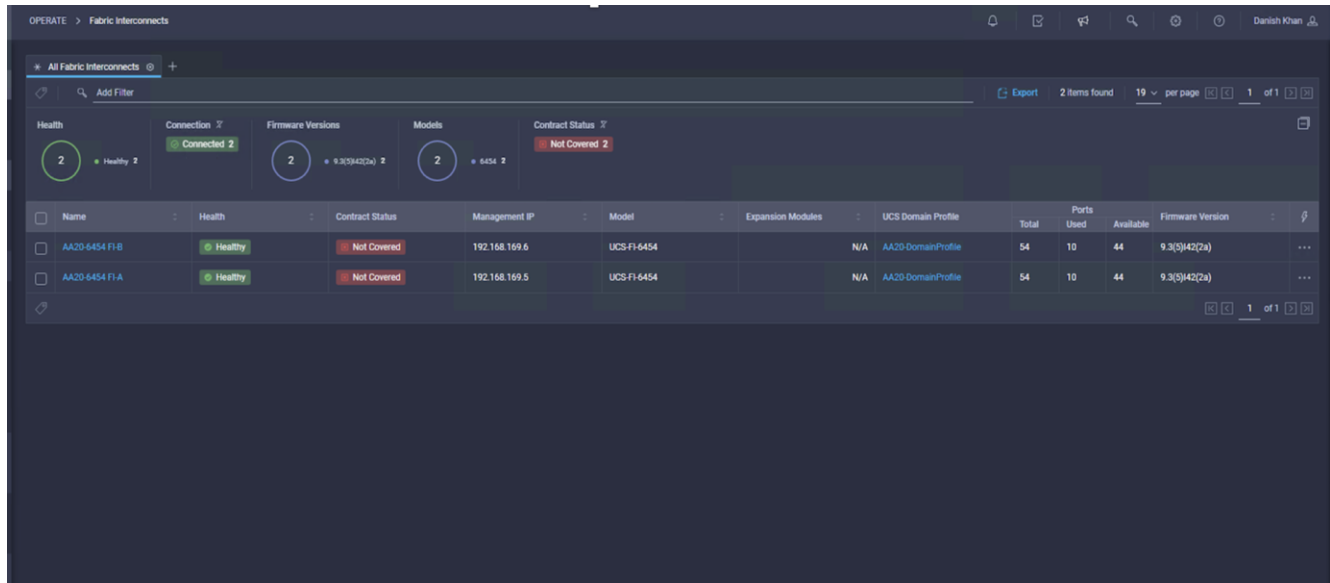 OPERATE > Fabric Interconnects
Danish Khan
All Fabric Interconnects
Add Filter
Export 2 items found 19 per page 1 of 1
Health Connection Firmware Versions Models Contract Status
Connected 2 Not Covered 2
2 Healthy 2 2 9.3(5)I42(2a) 2 2 6454 2
Ports
Name Health Contract Status Management IP Model Expansion Modules UCS Domain Profile Firmware Version
Total Used Available
AA20-6454 FI-B Healthy Not Covered 192.168.169.6 UCS-FI-6454 N/A AA20-DomainProfile 54 10 44 9.3(5)I42(2a) ...
AA20-6454 FI-A Healthy Not Covered 192.168.169.5 UCS-FI-6454 N/A AA20-DomainProfile 54 10 44 9.3(5)I42(2a) ...
1 of 1